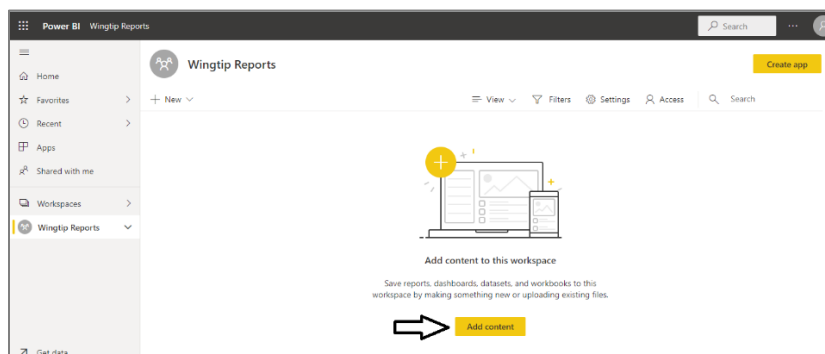 Power BI Wingtip Reports
Search
Wingtip Reports
Create app
Home
Favorites
Recent
Apps
Shared with me
Workspaces
Wingtip Reports
Get data
New
View
Filters
Settings
Access
Search
Add content to this workspace
Save reports, dashboards, datasets, and workbooks to this
workspace by making something new or uploading existing files.
Add content